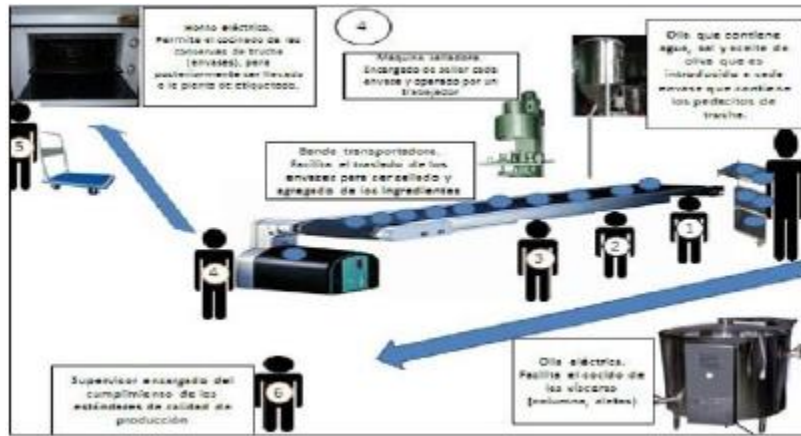 Horno eléctrico.
Permite el cocinado de las
conservas de trucha
(envases), para
posteriormente ser llevado
a la planta de etiquetado.
4
Máquina selladora.
Encargado de sellar cada
envase y operado por un
trabajador
Olla que contiene
agua, sal y aceite de
oliva que es
introducido a cada
envase que contiene
los pedacitos de
trucha.
Banda transportadora.
Facilita el traslado de los
envases para ser sellado y
agregado de los ingredientes
5
4
3
2
1
Olla eléctrica.
Facilita el cocido de
las vísceras
(columna, aletas)
Supervisor encargado del
cumplimiento de los
estándares de calidad de
producción
6